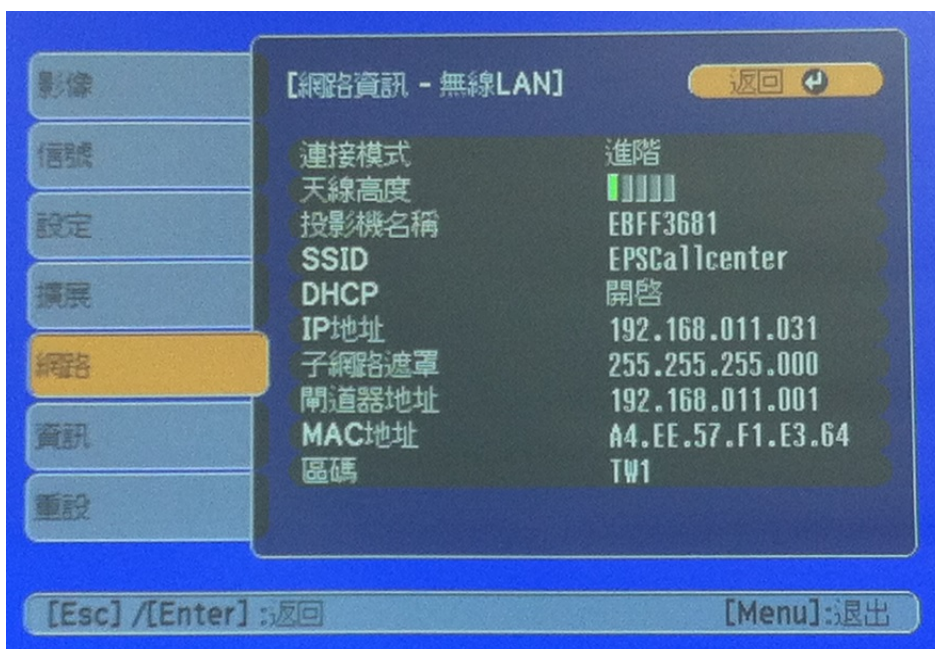 影像
信號
設定
擴展
網路
資訊
重設
[網路資訊 - 無線LAN]
返回
連接模式 進階
天線高度
投影機名稱 EBFF3681
SSID EPSCallcenter
DHCP 開啓
IP地址 192.168.011.031
子網路遮罩 255.255.255.000
閘道器地址 192.168.011.001
MAC地址 A4.EE.57.F1.E3.64
區碼 TW1
[Esc] /[Enter] :返回 [Menu]:退出